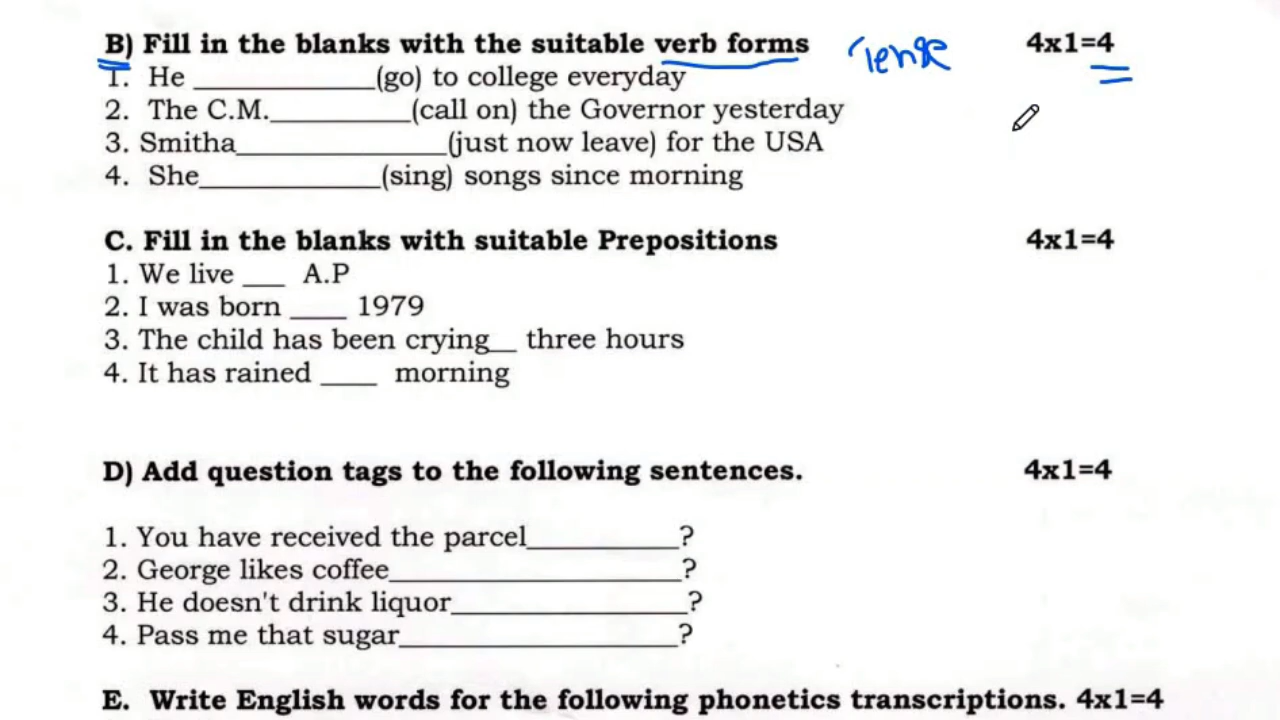 B) Fill in the blanks with the suitable verb forms Tense 4x1=4
1. He ____________(go) to college everyday
2. The C.M._________(call on) the Governor yesterday
3. Smitha______________(just now leave) for the USA
4. She____________(sing) songs since morning
C. Fill in the blanks with suitable Prepositions 4x1=4
1. We live ___ A.P
2. I was born ____ 1979
3. The child has been crying__ three hours
4. It has rained ____ morning
D) Add question tags to the following sentences. 4x1=4
1. You have received the parcel__________?
2. George likes coffee___________________?
3. He doesn't drink liquor________________?
4. Pass me that sugar__________________?
E. Write English words for the following phonetics transcriptions. 4x1=4